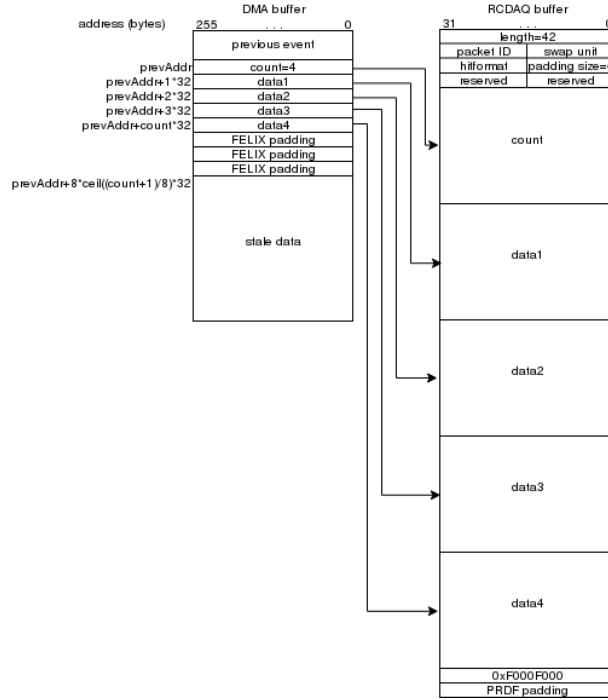 DMA buffer
address (bytes)
255 . . . 0
previous event
prevAddr
count=4
prevAddr+1*32
data1
prevAddr+2*32
data2
prevAddr+3*32
data3
prevAddr+count*32
data4
FELIX padding
FELIX padding
FELIX padding
prevAddr+8*ceil((count+1)/8)*32
stale data
RCDAQ buffer
31 . . .
length=42
packet ID
swap unit
hitformat
padding size=
reserved
reserved
count
data1
data2
data3
data4
0xF000F000
PRDF padding